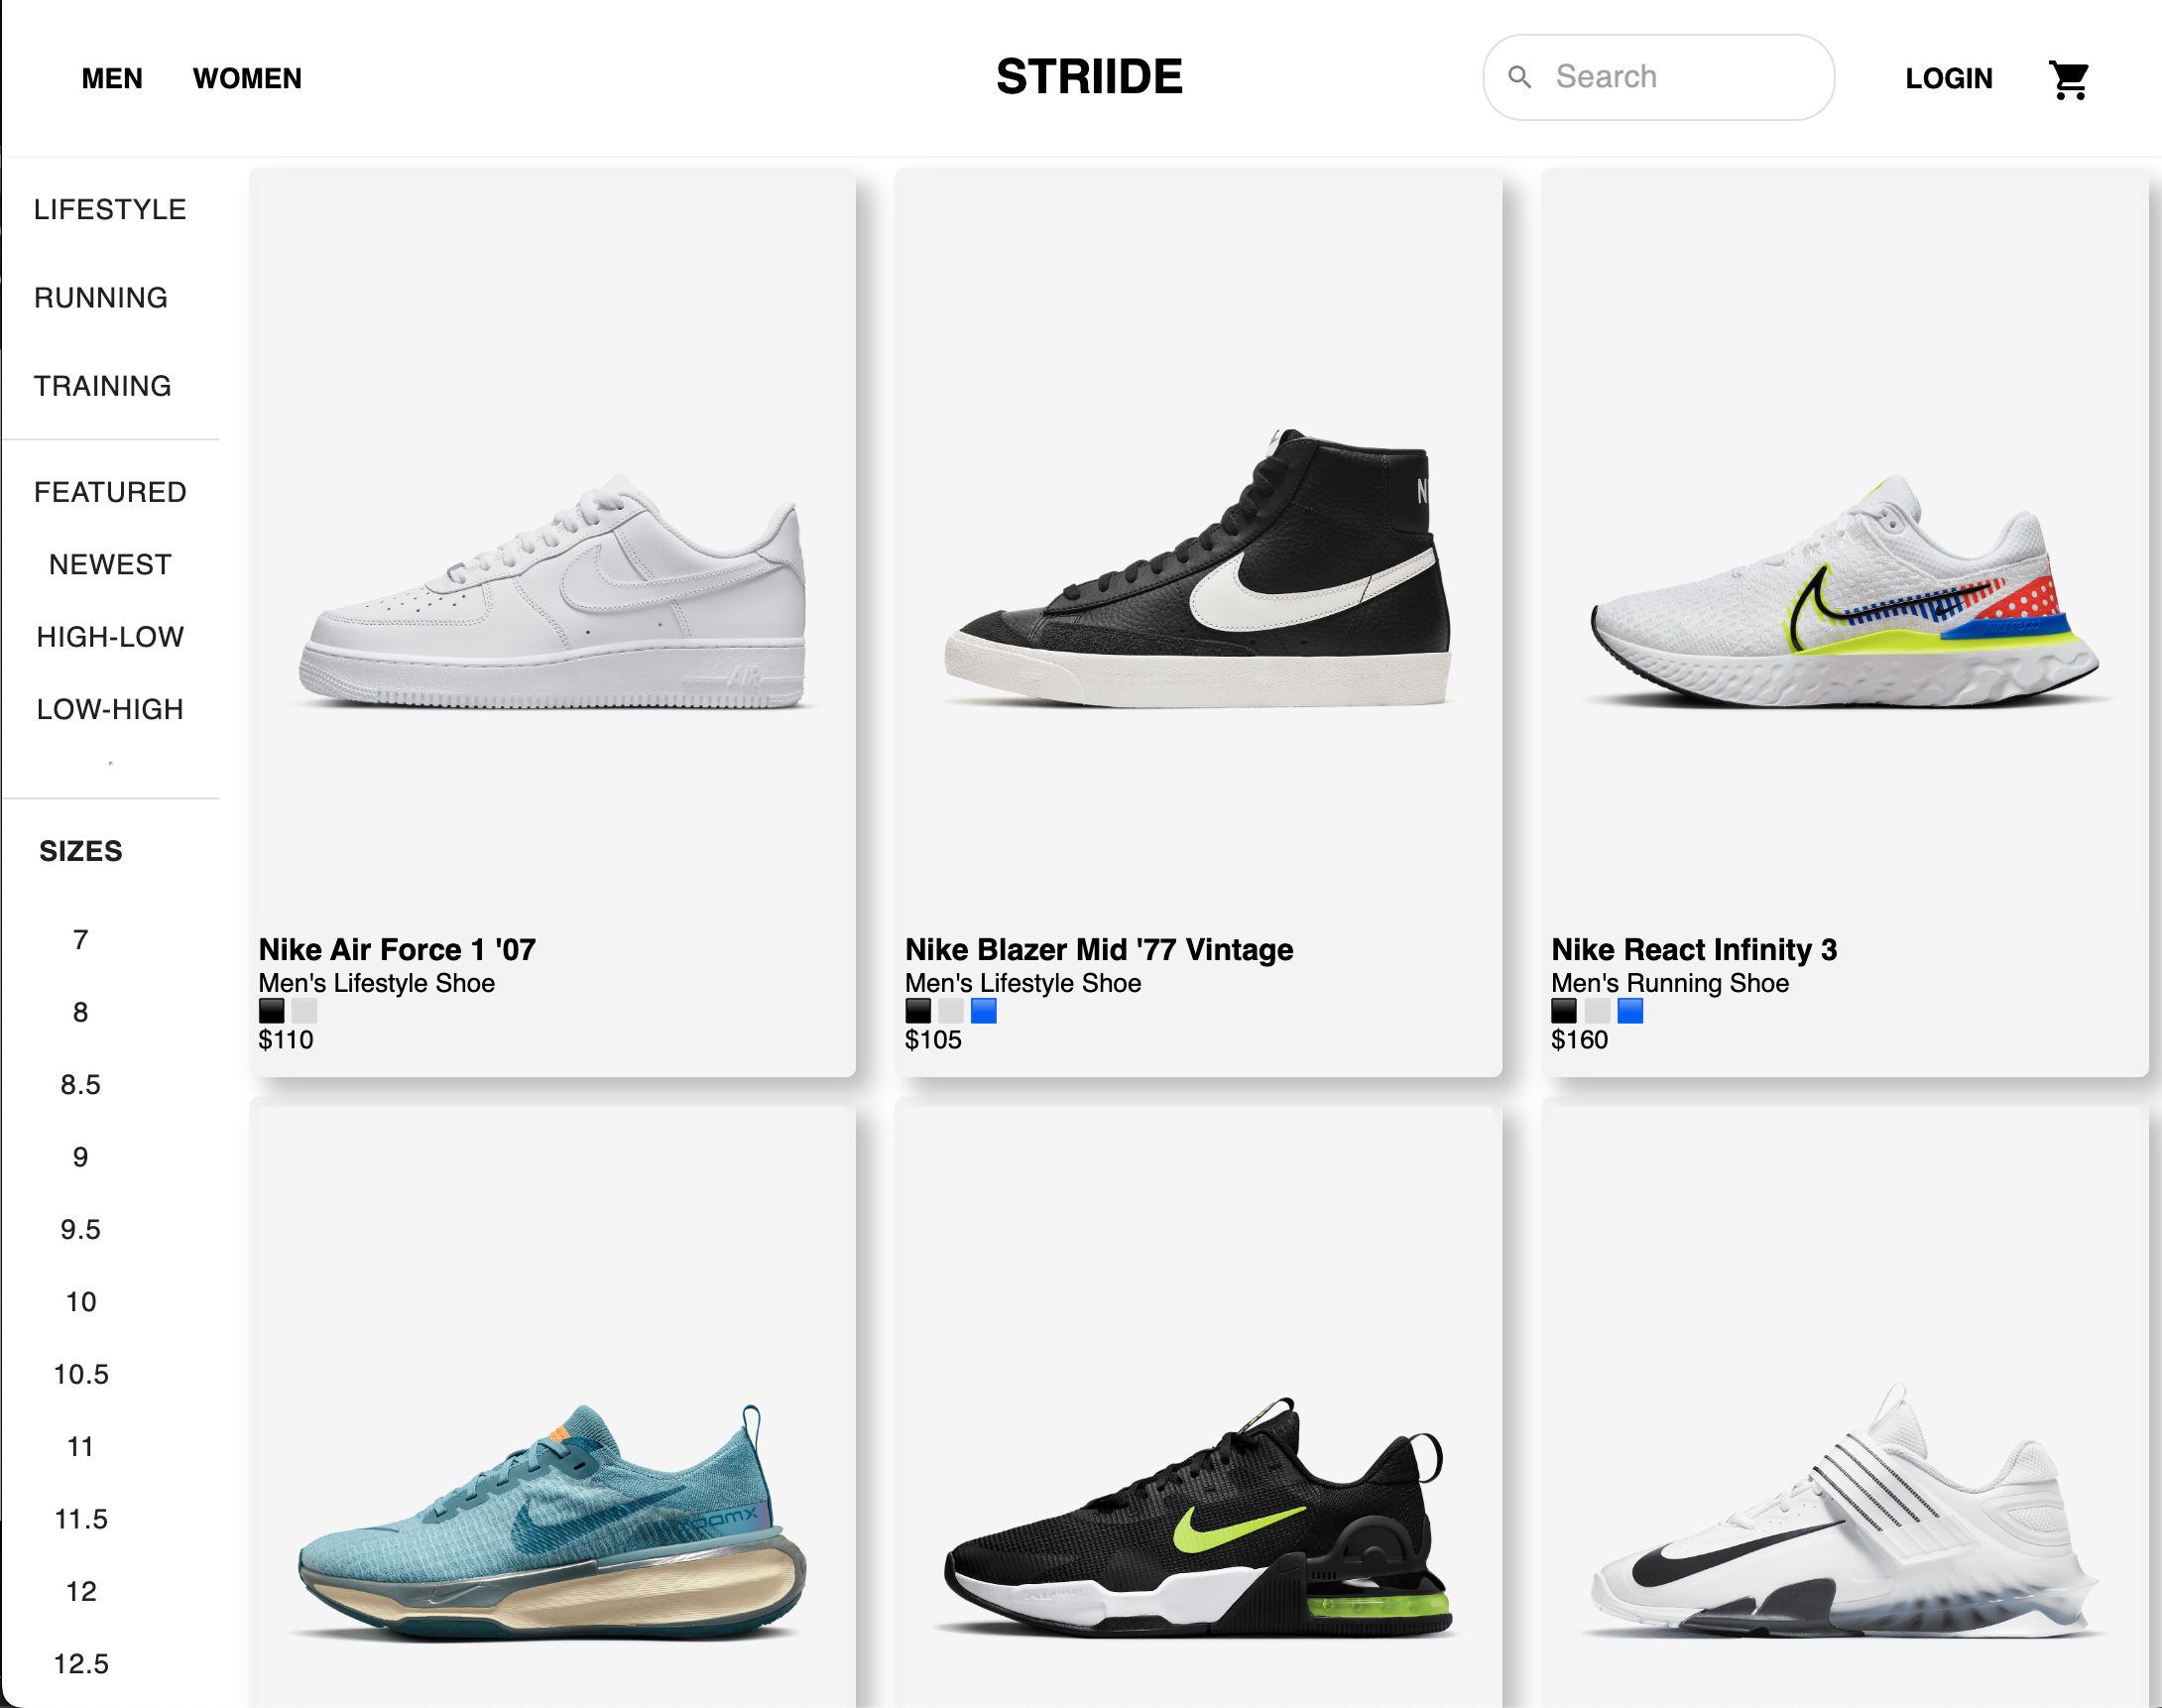 MEN WOMEN STRIIDE Search LOGIN
LIFESTYLE
RUNNING
TRAINING
FEATURED
NEWEST
HIGH-LOW
LOW-HIGH
SIZES
7
8
8.5
9
9.5
10
10.5
11
11.5
12
12.5
AIR
N
Nike Air Force 1 '07
Men's Lifestyle Shoe
$110
Nike Blazer Mid '77 Vintage
Men's Lifestyle Shoe
$105
Nike React Infinity 3
Men's Running Shoe
$160